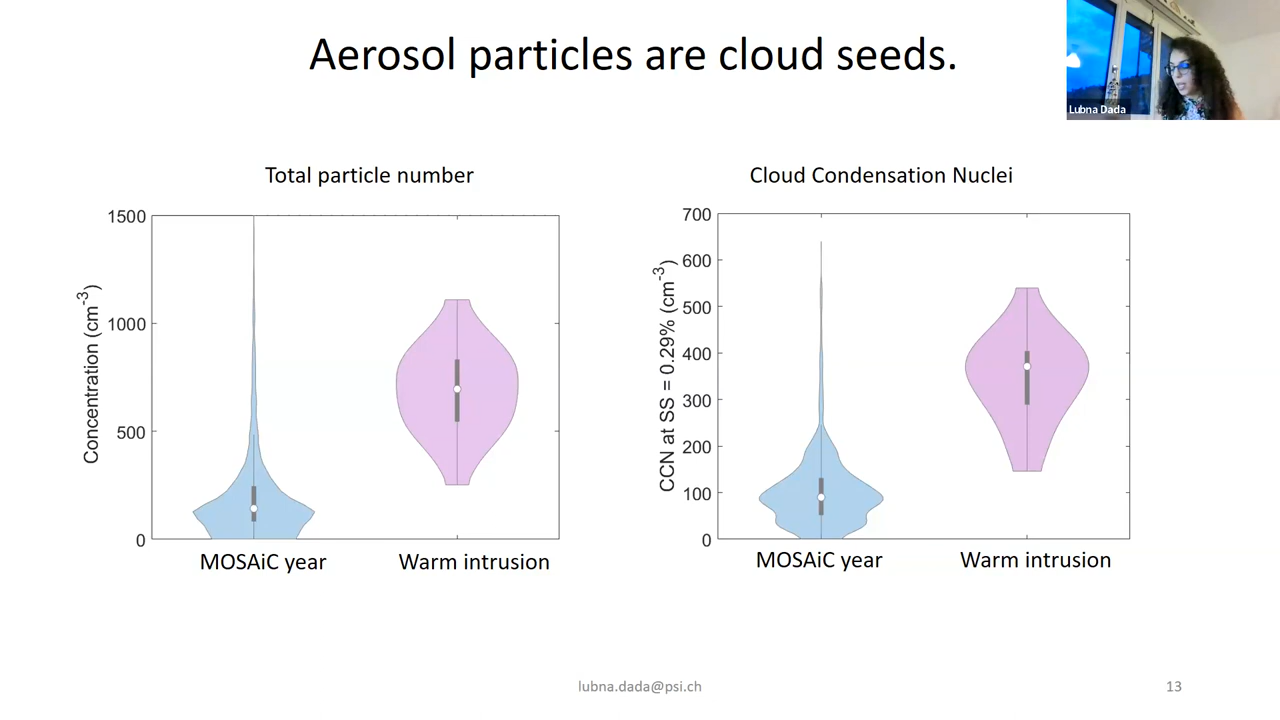 Aerosol particles are cloud seeds.
Lubna Dada
Total particle number
1500
1000
500
0
Concentration (cm⁻³)
MOSAiC year
Warm intrusion
Cloud Condensation Nuclei
700
600
500
400
300
200
100
0
CCN at SS = 0.29% (cm⁻³)
MOSAiC year
Warm intrusion
lubna.dada@psi.ch
13